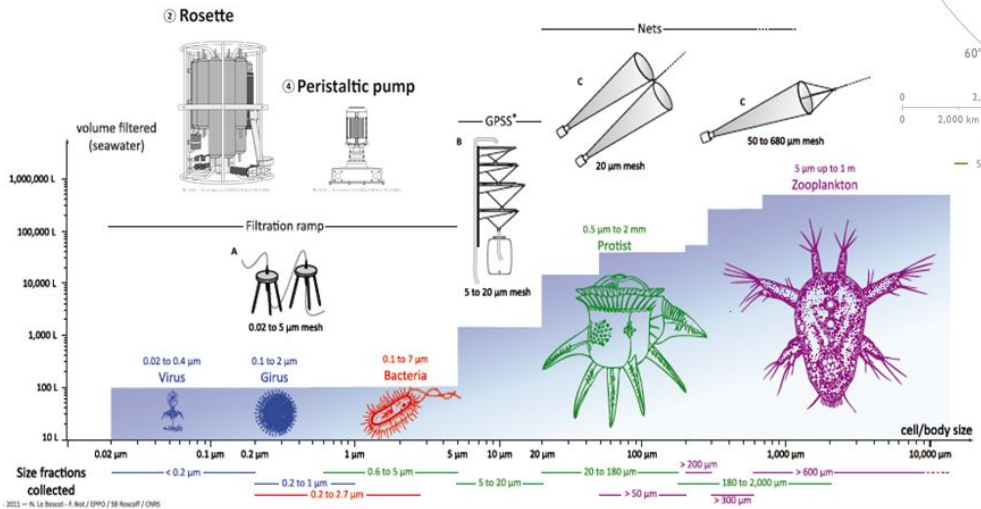 ② Rosette
④ Peristaltic pump
Nets
60°
C
C
0 2,
0 2,000 km
S
volume filtered
(seawater)
GPSS*
B
20 µm mesh
50 to 680 µm mesh
5 µm up to 1 m
Zooplankton
1,000,000 L
Filtration ramp
100,000 L
A
0.5 µm to 2 mm
Protist
10,000 L
5 to 20 µm mesh
0.02 to 5 µm mesh
1,000 L
0.02 to 0.4 µm
Virus
0.1 to 2 µm
Girus
0.1 to 7 µm
Bacteria
100 L
10 L
cell/body size
0.02 µm 0.1 µm 0.2 µm 1 µm 5 µm 10 µm 20 µm 100 µm 200 µm 1,000 µm 10,000 µm
Size fractions
collected
< 0.2 µm
0.6 to 5 µm
20 to 180 µm
> 200 µm
> 600 µm
0.2 to 1 µm
5 to 20 µm
180 to 2,000 µm
0.2 to 2.7 µm
> 50 µm
> 300 µm
2011 — N. Le Bescot - F. Not / EPPO / SB Roscoff / CNRS